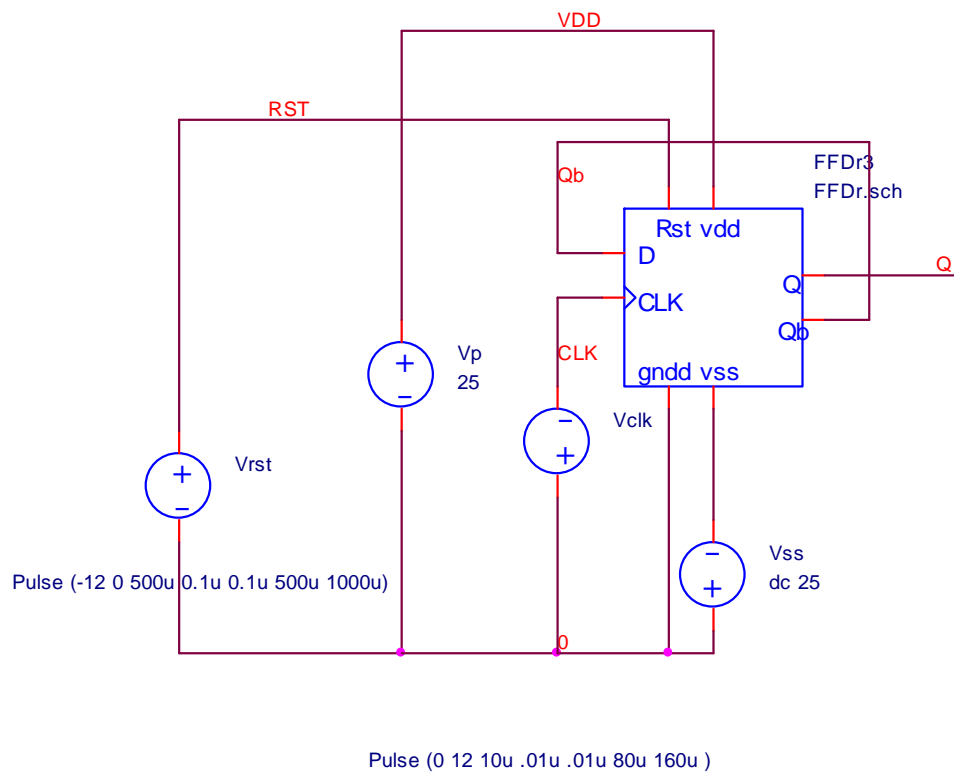 VDD
RST
Qb
FFDr3
FFDr.sch
Rst vdd
D
Q
Q
CLK
Qb
CLK
gndd vss
Vp
25
Vclk
Vrst
Vss
dc 25
Pulse (-12 0 500u 0.1u 0.1u 500u 1000u)
0
Pulse (0 12 10u .01u .01u 80u 160u )